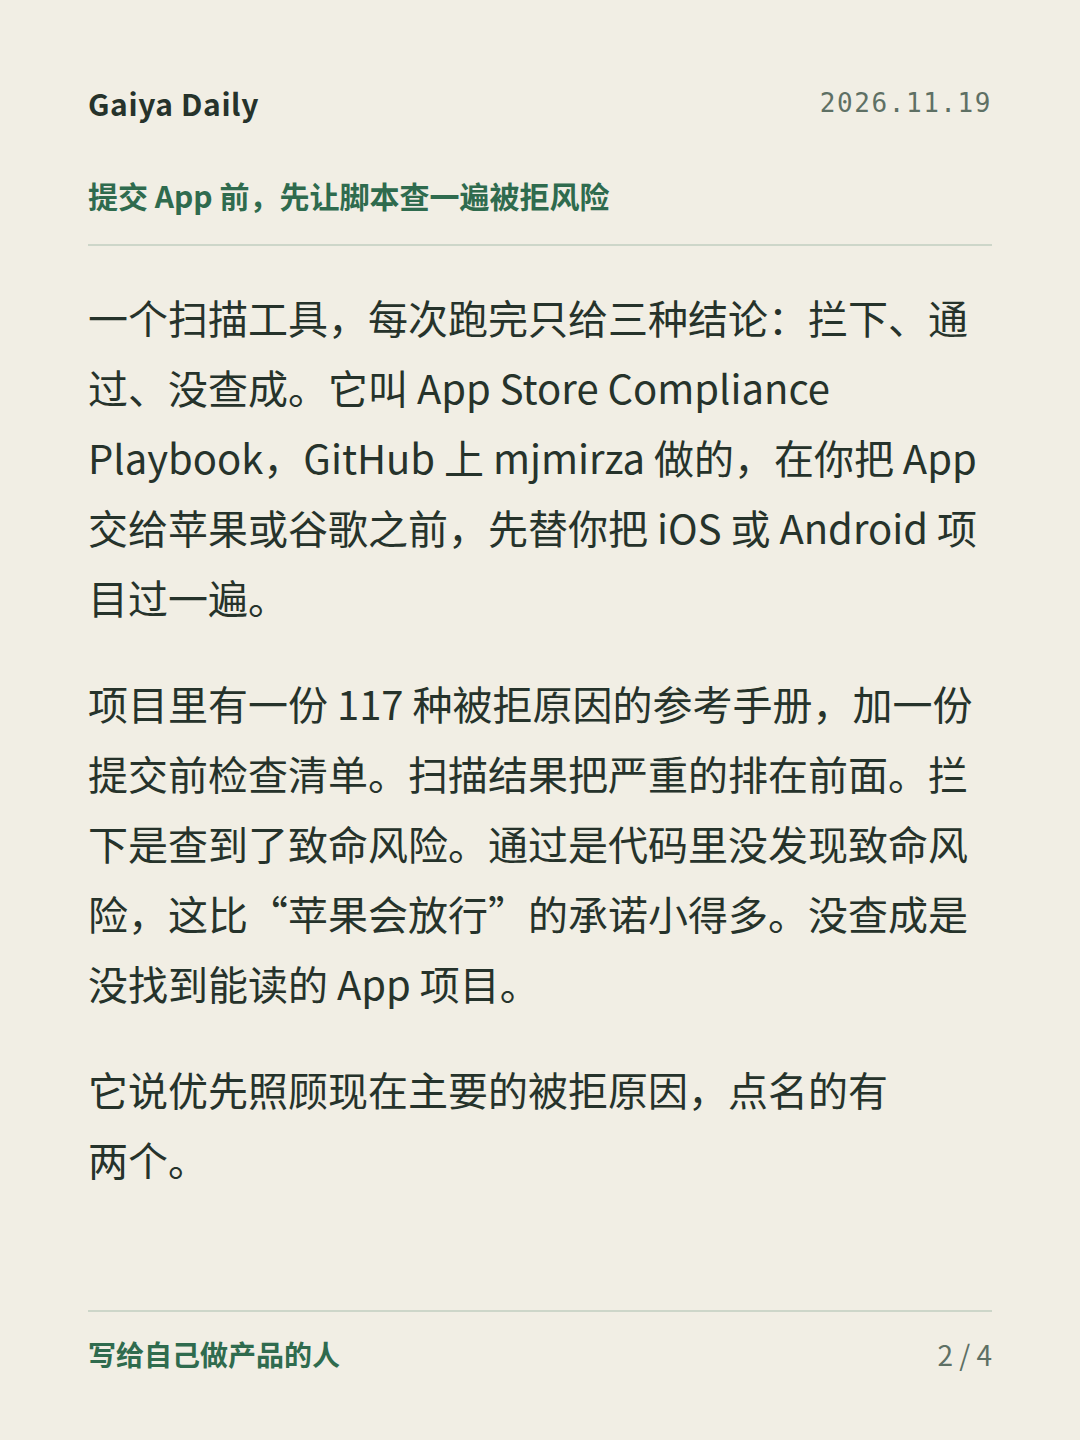 Gaiya Daily
2026.11.19
提交 App 前，先让脚本查一遍被拒风险
一个扫描工具，每次跑完只给三种结论：拦下、通
过、没查成。它叫 App Store Compliance
Playbook，GitHub 上 mjmirza 做的，在你把 App
交给苹果或谷歌之前，先替你把 iOS 或 Android 项
目过一遍。
项目里有一份 117 种被拒原因的参考手册，加一份
提交前检查清单。扫描结果把严重的排在前面。拦
下是查到了致命风险。通过是代码里没发现致命风
险，这比“苹果会放行”的承诺小得多。没查成是
没找到能读的 App 项目。
它说优先照顾现在主要的被拒原因，点名的有
两个。
写给自己做产品的人
2 / 4